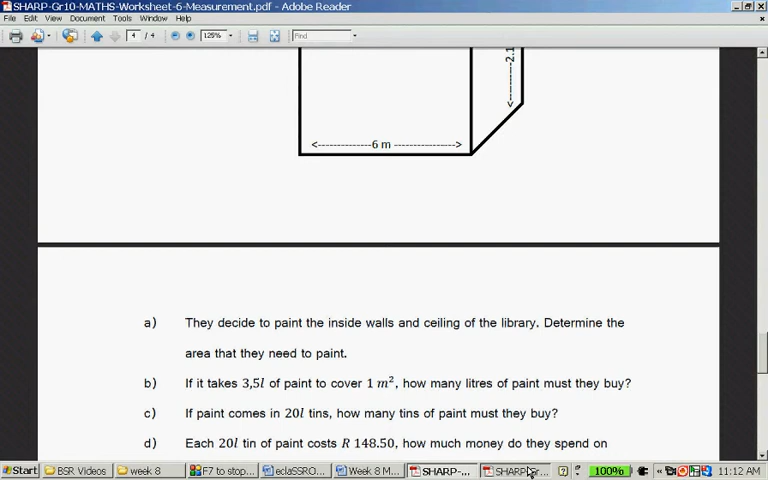 SHARP-Gr10-MATHS-Worksheet-6-Measurement.pdf - Adobe Reader
File Edit View Document Tools Window Help
4 / 4 125% Find
<--------2.1
<---------------6 m --------------->
a) They decide to paint the inside walls and ceiling of the library. Determine the
area that they need to paint.
b) If it takes 3,5l of paint to cover 1 m², how many litres of paint must they buy?
c) If paint comes in 20l tins, how many tins of paint must they buy?
d) Each 20l tin of paint costs R 148.50, how much money do they spend on
Start BSR Videos week 8 F7 to stop... eclaSSRO... Week 8 M... SHARP-... SHARP-Gr... 100% 11:12 AM